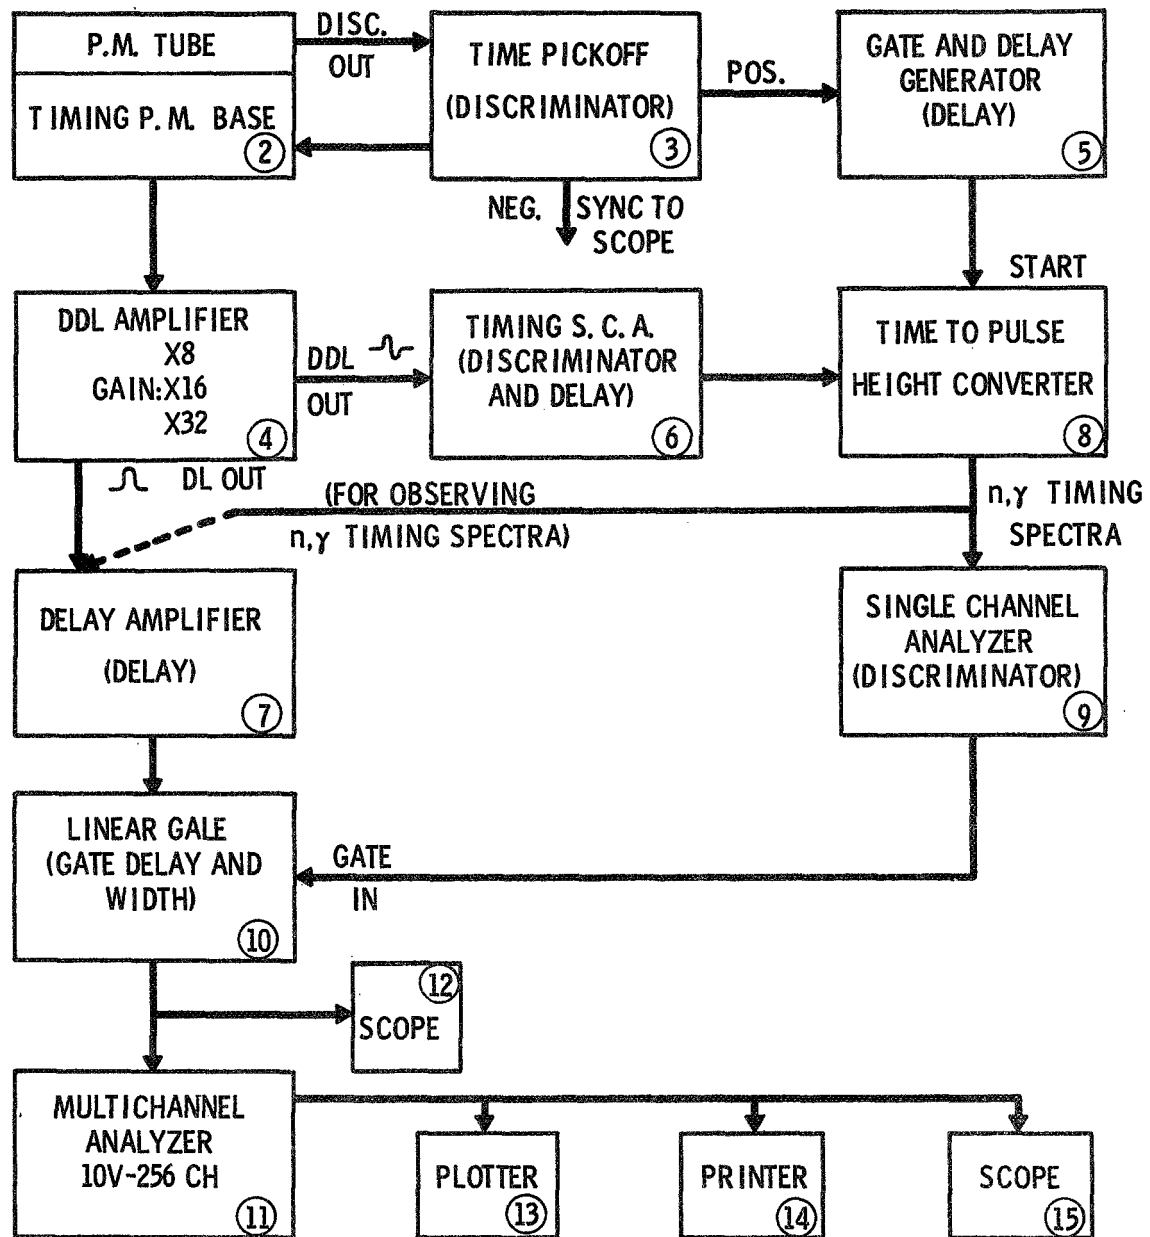 P.M. TUBE
TIMING P.M. BASE
2
DISC.
OUT
TIME PICKOFF
(DISCRIMINATOR)
3
POS.
GATE AND DELAY
GENERATOR
(DELAY)
5
NEG. SYNC TO
SCOPE
START
DDL AMPLIFIER
X8
GAIN:X16
X32
4
DDL
OUT
TIMING S. C. A.
(DISCRIMINATOR
AND DELAY)
6
TIME TO PULSE
HEIGHT CONVERTER
8
DL OUT
(FOR OBSERVING
n,γ TIMING SPECTRA)
n,γ TIMING
SPECTRA
DELAY AMPLIFIER
(DELAY)
7
SINGLE CHANNEL
ANALYZER
(DISCRIMINATOR)
9
LINEAR GALE
(GATE DELAY AND
WIDTH)
10
GATE
IN
12
SCOPE
MULTICHANNEL
ANALYZER
10V-256 CH
11
PLOTTER
13
PRINTER
14
SCOPE
15